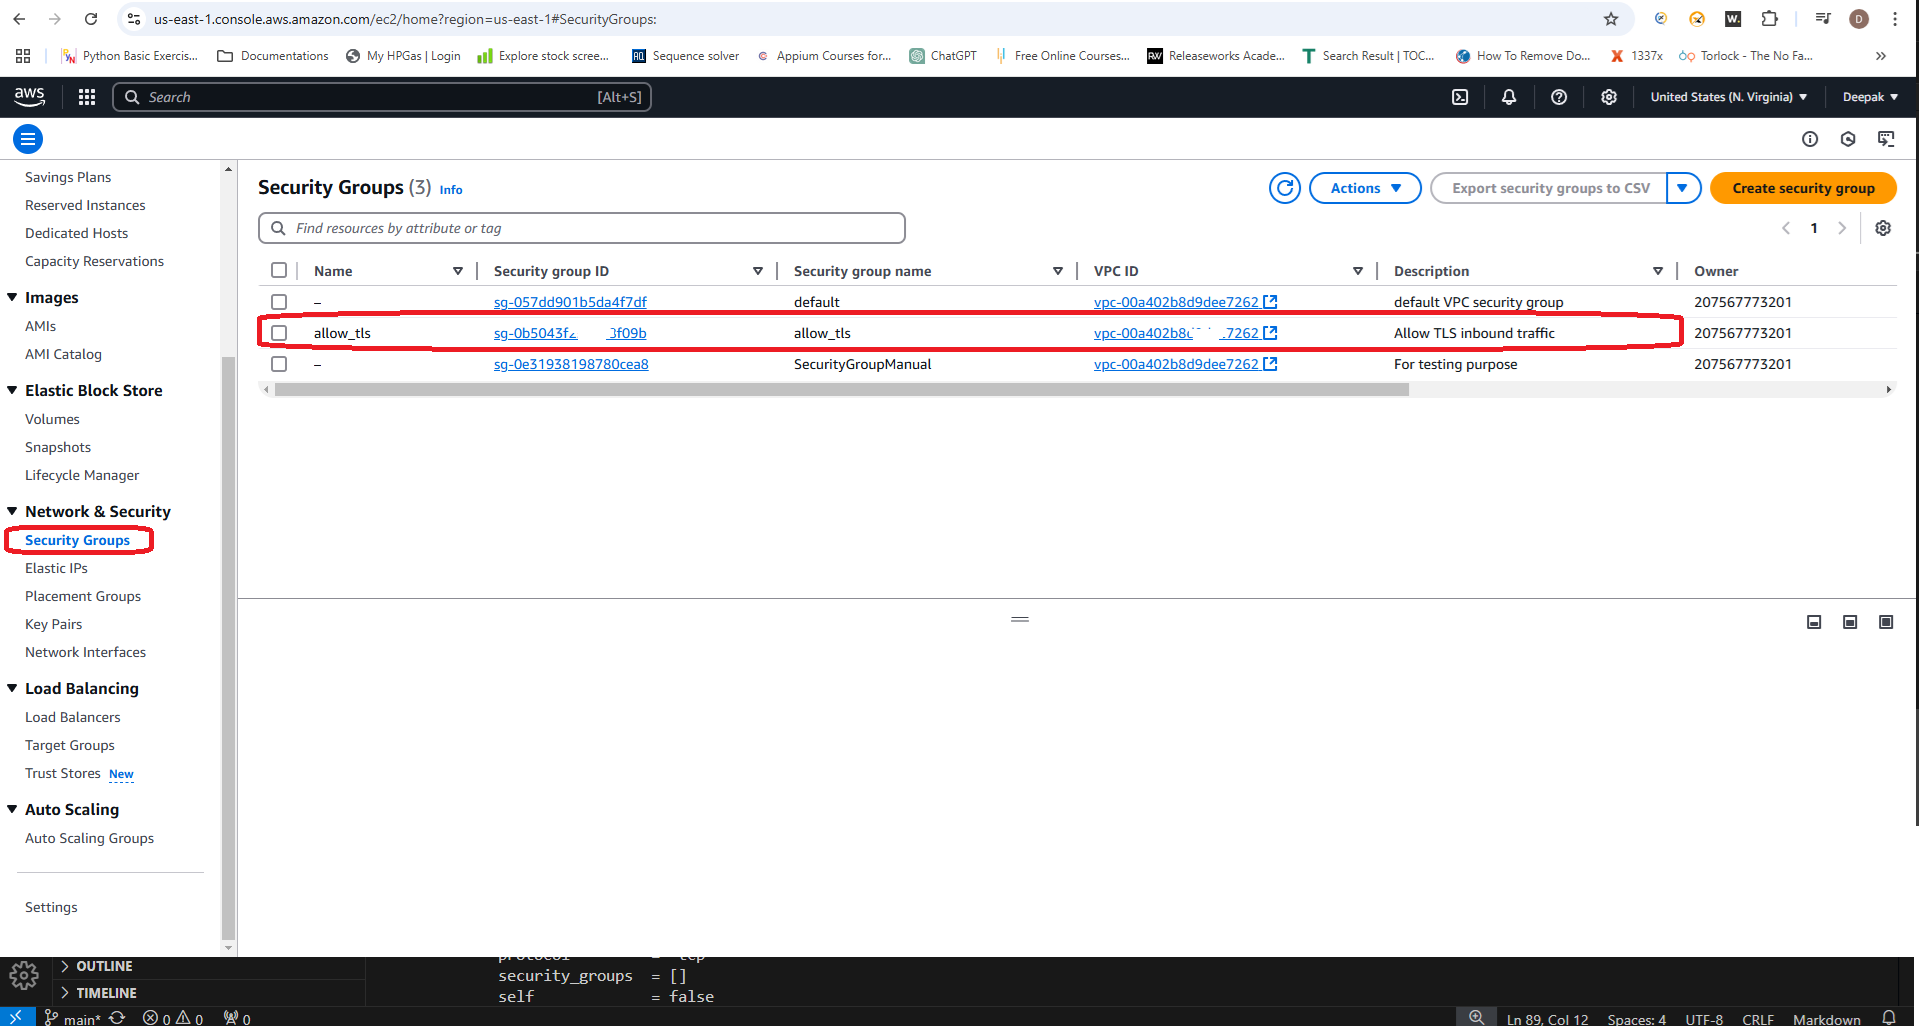 us-east-1.console.aws.amazon.com/ec2/home?region=us-east-1#SecurityGroups:
W. D
Python Basic Exercis... Documentations My HPGas | Login Explore stock scree... Sequence solver Appium Courses for... ChatGPT Free Online Courses... Releaseworks Acade... Search Result | TOC... How To Remove Do... 1337x Torlock - The No Fa... »
aws Search [Alt+S] United States (N. Virginia) Deepak
Savings Plans
Reserved Instances
Dedicated Hosts
Capacity Reservations
Images
AMIs
AMI Catalog
Elastic Block Store
Volumes
Snapshots
Lifecycle Manager
Network & Security
Security Groups
Elastic IPs
Placement Groups
Key Pairs
Network Interfaces
Load Balancing
Load Balancers
Target Groups
Trust Stores New
Auto Scaling
Auto Scaling Groups
Settings
Security Groups (3) Info Actions Export security groups to CSV Create security group
Find resources by attribute or tag 1
Name Security group ID Security group name VPC ID Description Owner
– sg-057dd901b5da4f7df default vpc-00a402b8d9dee7262 default VPC security group 207567773201
allow_tls allow_tls Allow TLS inbound traffic 207567773201
– sg-0e31938198780cea8 SecurityGroupManual vpc-00a402b8d9dee7262 For testing purpose 207567773201
OUTLINE
TIMELINE
security_groups = []
self = false
main* 0 0 0 Ln 89, Col 12 Spaces: 4 UTF-8 CRLF Markdown